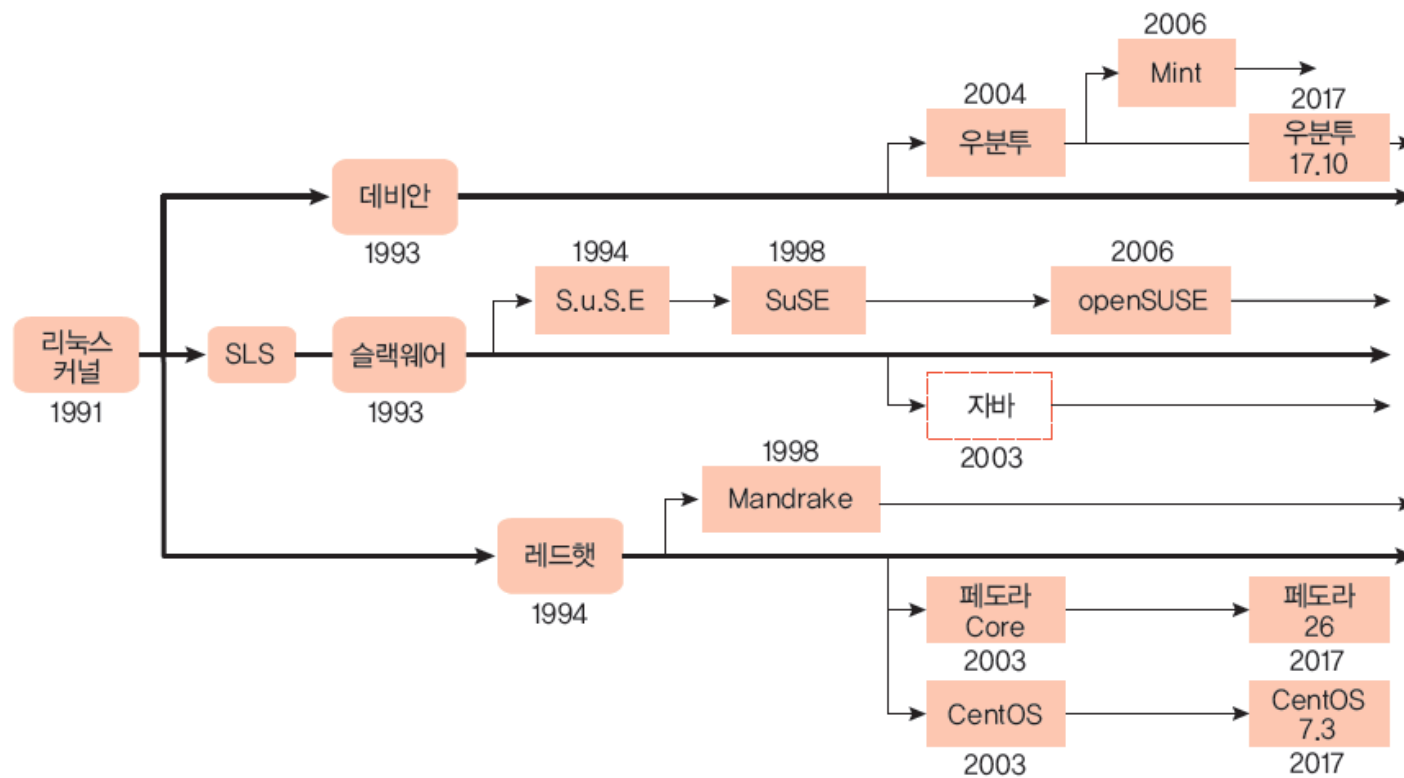 2006
Mint
2004
우분투
2017
우분투
17.10
데비안
1993
1994
S.u.S.E
1998
SuSE
2006
openSUSE
리눅스
커널
1991
SLS
슬랙웨어
1993
자바
2003
1998
Mandrake
레드햇
1994
페도라
Core
2003
페도라
26
2017
CentOS
2003
CentOS
7.3
2017